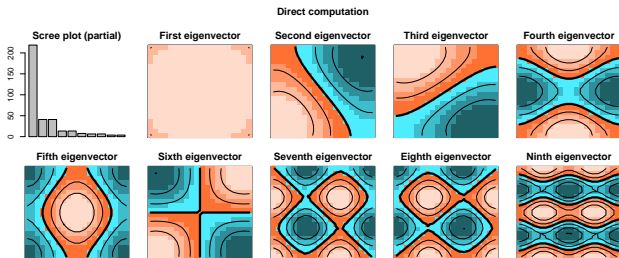 Direct computation
Scree plot (partial)
First eigenvector
Second eigenvector
Third eigenvector
Fourth eigenvector
200
150
100
50
0
Fifth eigenvector
Sixth eigenvector
Seventh eigenvector
Eighth eigenvector
Ninth eigenvector